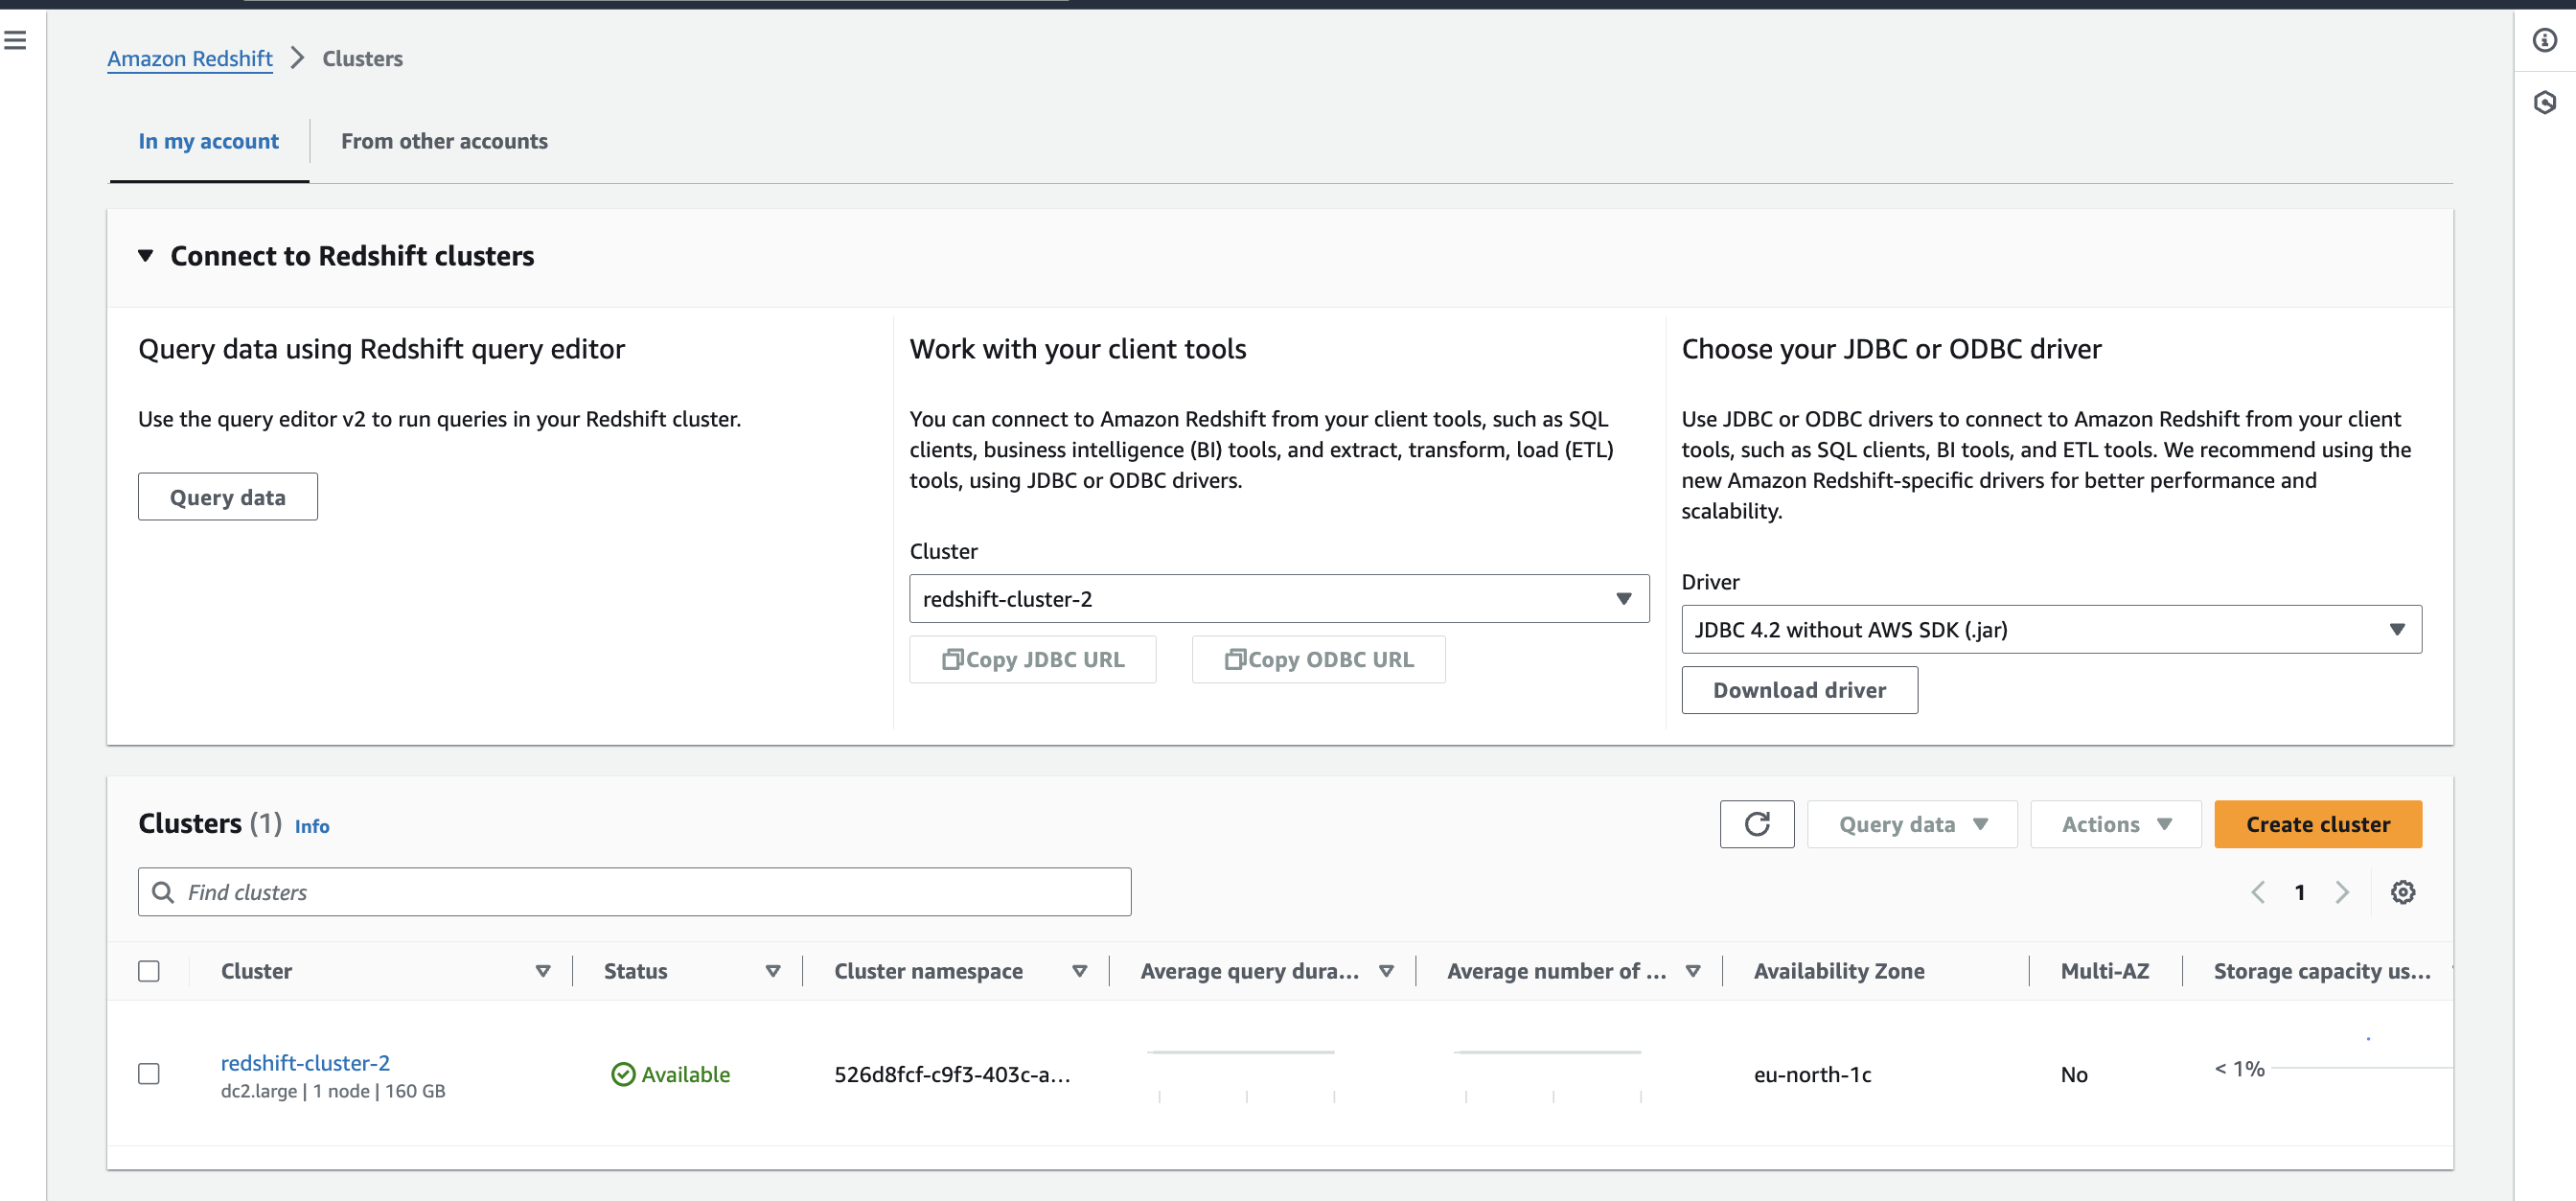 Amazon Redshift > Clusters
In my account
From other accounts
Connect to Redshift clusters
Query data using Redshift query editor
Use the query editor v2 to run queries in your Redshift cluster.
Query data
Work with your client tools
You can connect to Amazon Redshift from your client tools, such as SQL
clients, business intelligence (BI) tools, and extract, transform, load (ETL)
tools, using JDBC or ODBC drivers.
Cluster
redshift-cluster-2
Copy JDBC URL
Copy ODBC URL
Choose your JDBC or ODBC driver
Use JDBC or ODBC drivers to connect to Amazon Redshift from your client
tools, such as SQL clients, BI tools, and ETL tools. We recommend using the
new Amazon Redshift-specific drivers for better performance and
scalability.
Driver
JDBC 4.2 without AWS SDK (.jar)
Download driver
Clusters (1) Info
Query data
Actions
Create cluster
Find clusters
1
Cluster Status Cluster namespace Average query dura... Average number of ... Availability Zone Multi-AZ Storage capacity us...
redshift-cluster-2 Available 526d8fcf-c9f3-403c-a... eu-north-1c No < 1%
dc2.large | 1 node | 160 GB